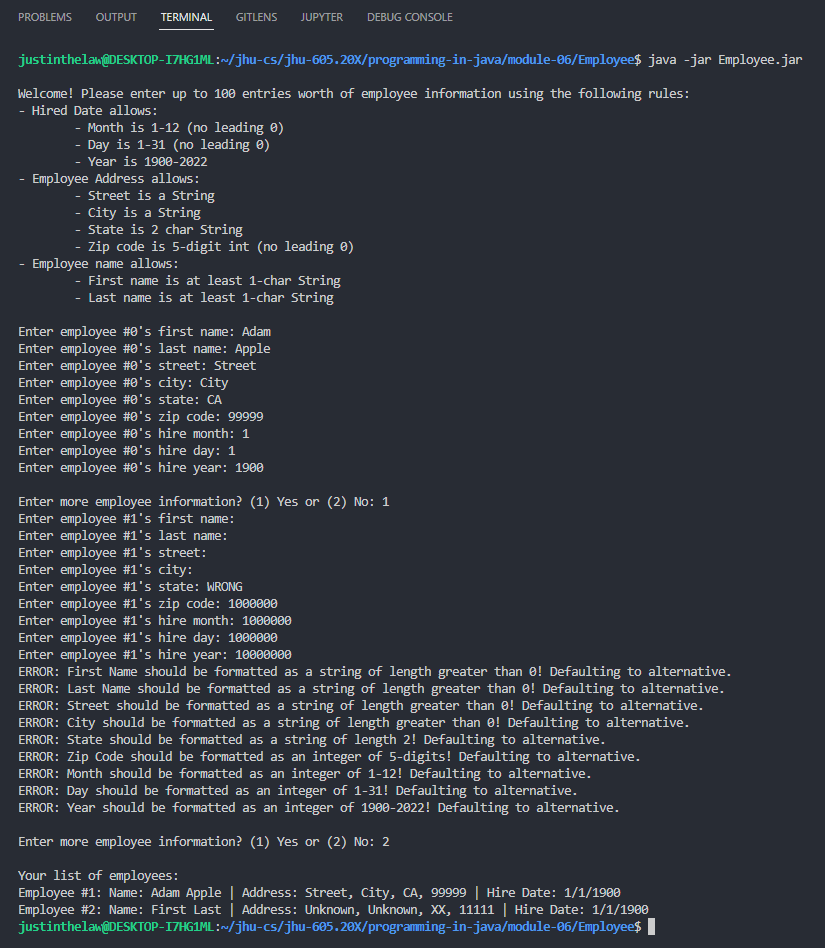 PROBLEMS OUTPUT TERMINAL GITLENS JUPYTER DEBUG CONSOLE
justinthelaw@DESKTOP-I7HG1ML:~/jhu-cs/jhu-605.20X/programming-in-java/module-06/Employee$ java -jar Employee.jar
Welcome! Please enter up to 100 entries worth of employee information using the following rules:
- Hired Date allows:
- Month is 1-12 (no leading 0)
- Day is 1-31 (no leading 0)
- Year is 1900-2022
- Employee Address allows:
- Street is a String
- City is a String
- State is 2 char String
- Zip code is 5-digit int (no leading 0)
- Employee name allows:
- First name is at least 1-char String
- Last name is at least 1-char String
Enter employee #0's first name: Adam
Enter employee #0's last name: Apple
Enter employee #0's street: Street
Enter employee #0's city: City
Enter employee #0's state: CA
Enter employee #0's zip code: 99999
Enter employee #0's hire month: 1
Enter employee #0's hire day: 1
Enter employee #0's hire year: 1900
Enter more employee information? (1) Yes or (2) No: 1
Enter employee #1's first name:
Enter employee #1's last name:
Enter employee #1's street:
Enter employee #1's city:
Enter employee #1's state: WRONG
Enter employee #1's zip code: 1000000
Enter employee #1's hire month: 1000000
Enter employee #1's hire day: 1000000
Enter employee #1's hire year: 10000000
ERROR: First Name should be formatted as a string of length greater than 0! Defaulting to alternative.
ERROR: Last Name should be formatted as a string of length greater than 0! Defaulting to alternative.
ERROR: Street should be formatted as a string of length greater than 0! Defaulting to alternative.
ERROR: City should be formatted as a string of length greater than 0! Defaulting to alternative.
ERROR: State should be formatted as a string of length 2! Defaulting to alternative.
ERROR: Zip Code should be formatted as an integer of 5-digits! Defaulting to alternative.
ERROR: Month should be formatted as an integer of 1-12! Defaulting to alternative.
ERROR: Day should be formatted as an integer of 1-31! Defaulting to alternative.
ERROR: Year should be formatted as an integer of 1900-2022! Defaulting to alternative.
Enter more employee information? (1) Yes or (2) No: 2
Your list of employees:
Employee #1: Name: Adam Apple | Address: Street, City, CA, 99999 | Hire Date: 1/1/1900
Employee #2: Name: First Last | Address: Unknown, Unknown, XX, 11111 | Hire Date: 1/1/1900
justinthelaw@DESKTOP-I7HG1ML:~/jhu-cs/jhu-605.20X/programming-in-java/module-06/Employee$